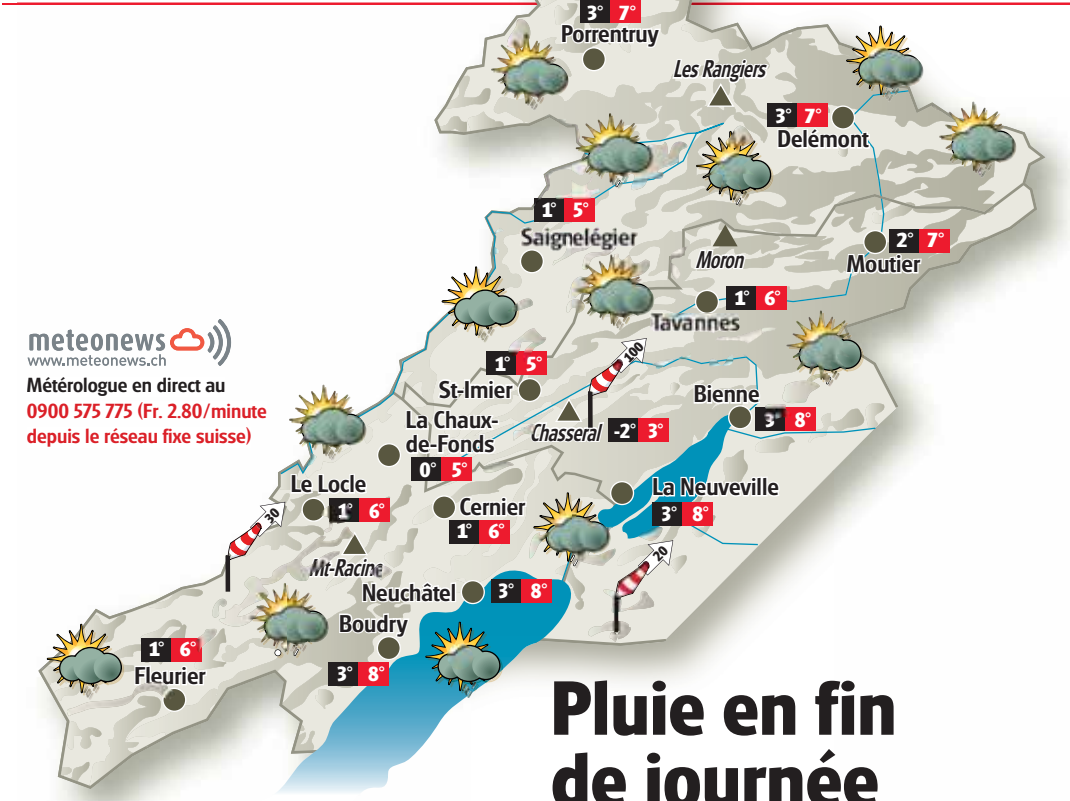 3° 7°
Porrentruy
Les Rangiers
3° 7°
Delémont
1° 5°
Saignelégier
Moron
2° 7°
Moutier
1° 6°
Tavannes
meteonews
www.meteonews.ch
Météorologue en direct au
0900 575 775 (Fr. 2.80/minute
depuis le réseau fixe suisse)
1° 5°
St-Imier
100
Chasseral
-2° 3°
Bienne
3° 8°
La Chaux-
de-Fonds
0° 5°
Le Locle
1° 6°
Cernier
1° 6°
La Neuveville
3° 8°
30
Mt-Racine
20
Neuchâtel
3° 8°
Boudry
3° 8°
1° 6°
Fleurier
Pluie en fin
de journée